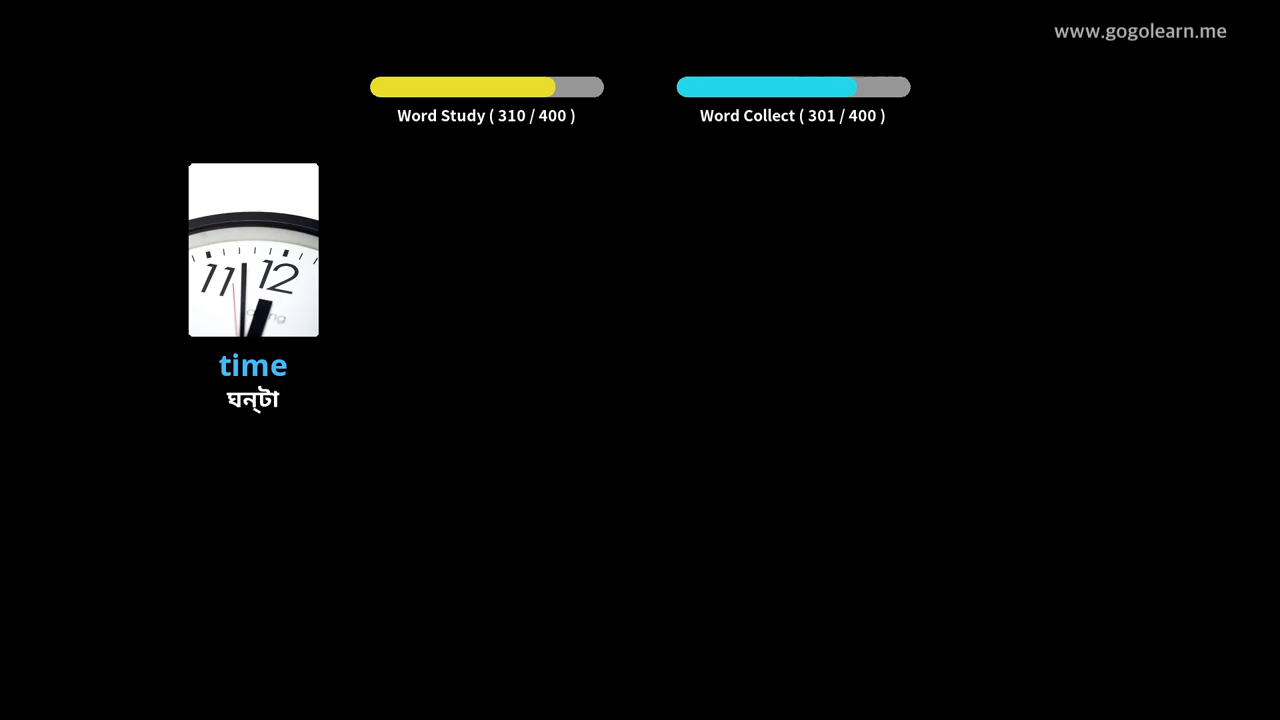 www.gogolearn.me
Word Study ( 310 / 400 )
Word Collect ( 301 / 400 )
11 12
time
ঘন্‌টা